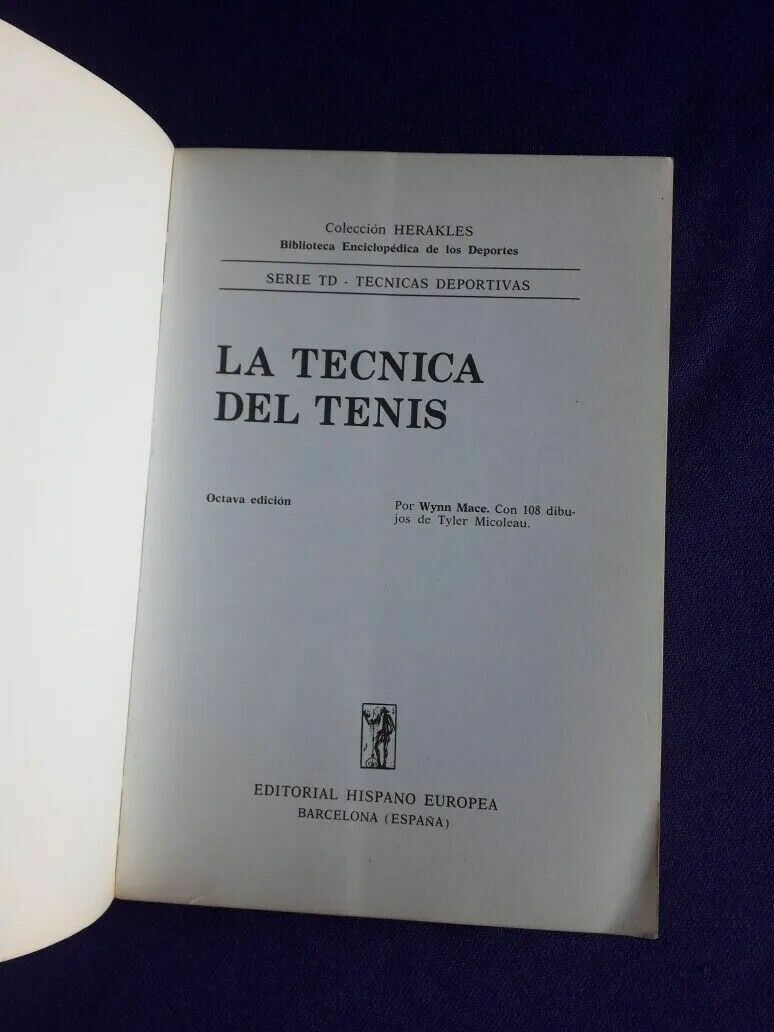 Colección HERAKLES
Biblioteca Enciclopédica de los Deportes
SERIE TD - TECNICAS DEPORTIVAS
LA TECNICA
DEL TENIS
Octava edición
Por Wynn Mace. Con 108 dibu-
jos de Tyler Micoleau.
EDITORIAL HISPANO EUROPEA
BARCELONA (ESPAÑA)